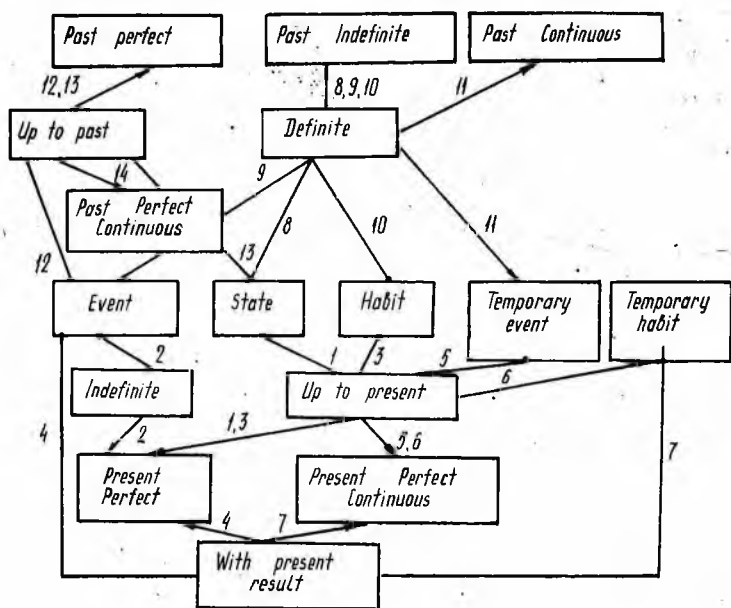 Past perfect
Past Indefinite
Past Continuous
12,13
8,9,10
11
Up to past
Definite
14
9
Past Perfect
Continuous
8
10
11
12
13
Event
State
Habit
Temporary
event
Temporary
habit
2
1
3
5
6
Indefinite
Up to present
4
2
1,3
5,6
7
Present
Perfect
Present Perfect
Continuous
4
7
With present
result